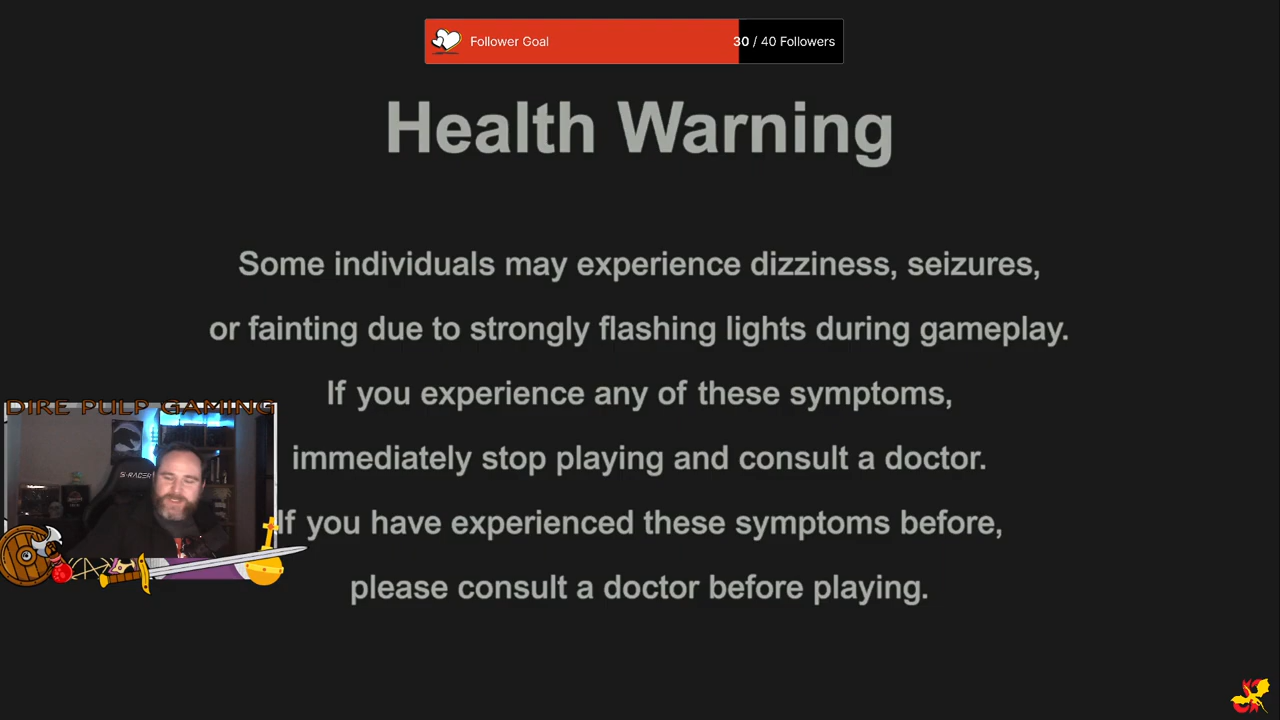 Follower Goal
30 / 40 Followers
Health Warning
Some individuals may experience dizziness, seizures,
or fainting due to strongly flashing lights during gameplay.
If you experience any of these symptoms,
DIRE PULP GAMING
S-RACER
immediately stop playing and consult a doctor.
If you have experienced these symptoms before,
please consult a doctor before playing.